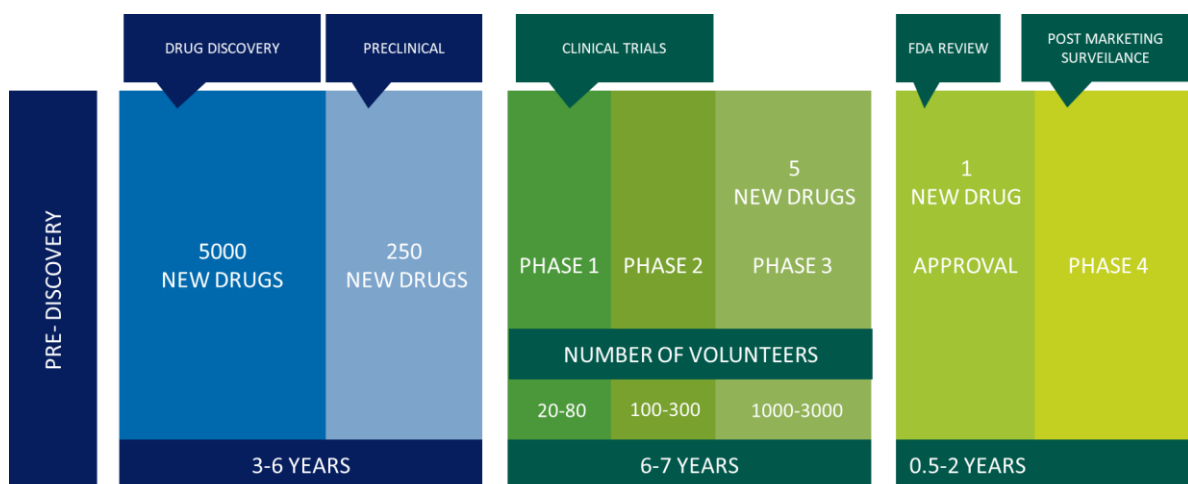 DRUG DISCOVERY
PRECLINICAL
CLINICAL TRIALS
FDA REVIEW
POST MARKETING
SURVEILANCE
PRE- DISCOVERY
5000
NEW DRUGS
250
NEW DRUGS
PHASE 1
PHASE 2
5
NEW DRUGS
PHASE 3
1
NEW DRUG
APPROVAL
PHASE 4
NUMBER OF VOLUNTEERS
20-80
100-300
1000-3000
3-6 YEARS
6-7 YEARS
0.5-2 YEARS